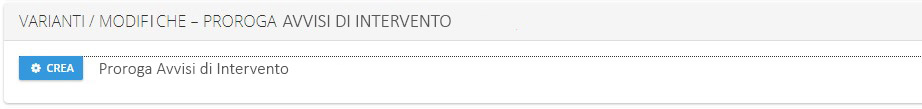 VARIANTI / MODIFICHE – PROROGA AVVISI DI INTERVENTO
CREA Proroga Avvisi di Intervento